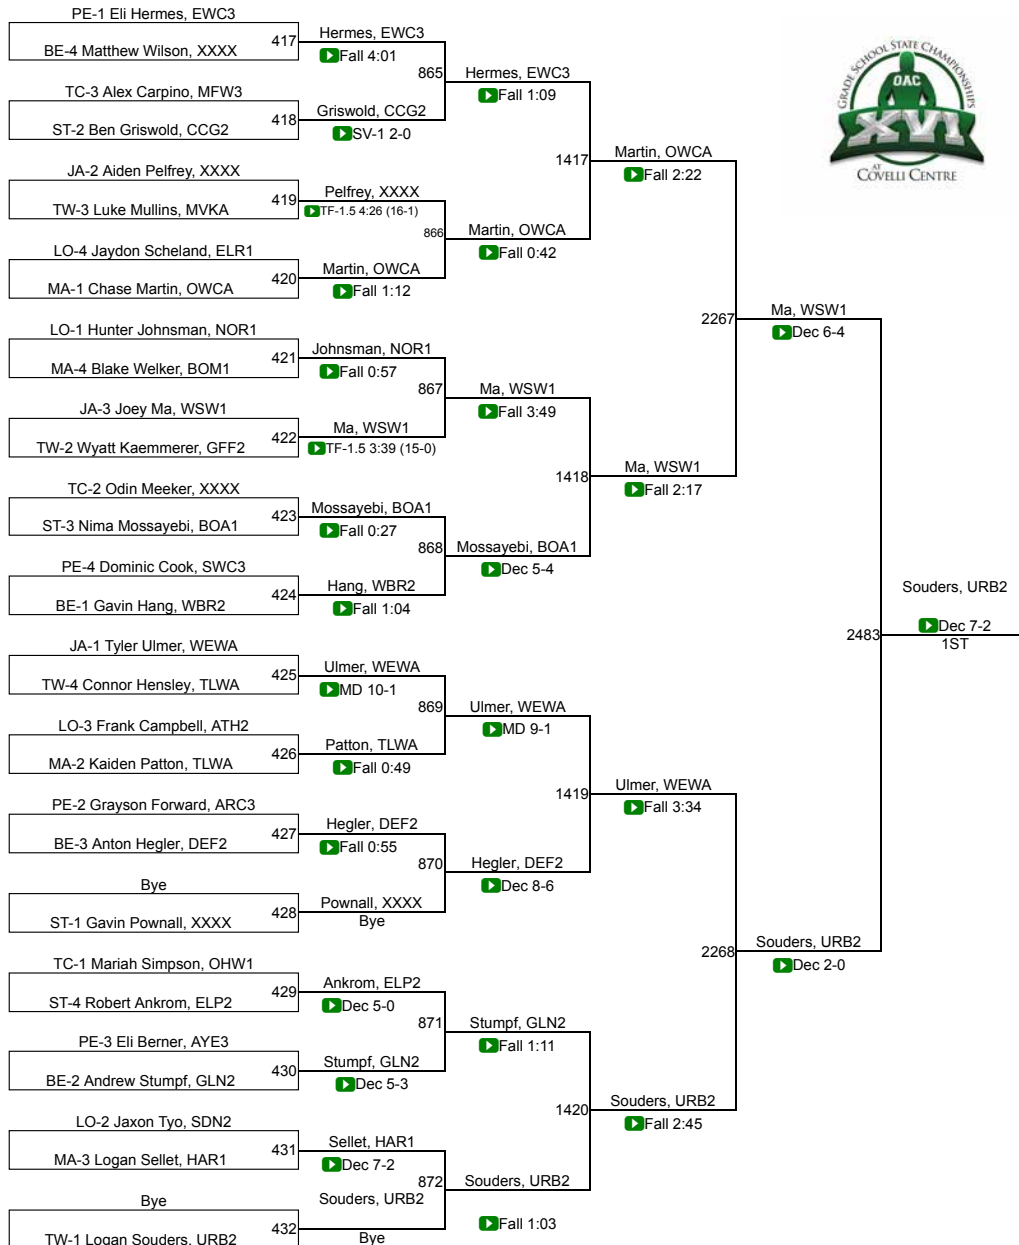 PE-1 Eli Hermes, EWC3
417
BE-4 Matthew Wilson, XXXX
Hermes, EWC3
Fall 4:01
865
TC-3 Alex Carpino, MFW3
418
ST-2 Ben Griswold, CCG2
Griswold, CCG2
SV-1 2-0
Hermes, EWC3
Fall 1:09
1417
JA-2 Aiden Pelfrey, XXXX
419
TW-3 Luke Mullins, MVKA
Pelfrey, XXXX
TF-1.5 4:26 (16-1)
866
LO-4 Jaydon Scheland, ELR1
420
MA-1 Chase Martin, OWCA
Martin, OWCA
Fall 1:12
Martin, OWCA
Fall 0:42
Martin, OWCA
Fall 2:22
2267
LO-1 Hunter Johnsman, NOR1
421
MA-4 Blake Welker, BOM1
Johnsman, NOR1
Fall 0:57
867
JA-3 Joey Ma, WSW1
422
TW-2 Wyatt Kaemmerer, GFF2
Ma, WSW1
TF-1.5 3:39 (15-0)
Ma, WSW1
Fall 3:49
1418
TC-2 Odin Meeker, XXXX
423
ST-3 Nima Mossayebi, BOA1
Mossayebi, BOA1
Fall 0:27
868
PE-4 Dominic Cook, SWC3
424
BE-1 Gavin Hang, WBR2
Hang, WBR2
Fall 1:04
Mossayebi, BOA1
Dec 5-4
Ma, WSW1
Fall 2:17
Ma, WSW1
Dec 6-4
2483
JA-1 Tyler Ulmer, WEWA
425
TW-4 Connor Hensley, TLWA
Ulmer, WEWA
MD 10-1
869
LO-3 Frank Campbell, ATH2
426
MA-2 Kaiden Patton, TLWA
Patton, TLWA
Fall 0:49
Ulmer, WEWA
MD 9-1
1419
PE-2 Grayson Forward, ARC3
427
BE-3 Anton Hegler, DEF2
Hegler, DEF2
Fall 0:55
870
Bye
428
ST-1 Gavin Pownall, XXXX
Pownall, XXXX
Bye
Hegler, DEF2
Dec 8-6
Ulmer, WEWA
Fall 3:34
2268
TC-1 Mariah Simpson, OHW1
429
ST-4 Robert Ankrom, ELP2
Ankrom, ELP2
Dec 5-0
871
PE-3 Eli Berner, AYE3
430
BE-2 Andrew Stumpf, GLN2
Stumpf, GLN2
Dec 5-3
Stumpf, GLN2
Fall 1:11
1420
LO-2 Jaxon Tyo, SDN2
431
MA-3 Logan Sellet, HAR1
Sellet, HAR1
Dec 7-2
872
Bye
432
TW-1 Logan Souders, URB2
Souders, URB2
Bye
Souders, URB2
Fall 1:03
Souders, URB2
Fall 2:45
Souders, URB2
Dec 2-0
Souders, URB2
Dec 7-2
1ST
GRADE SCHOOL STATE CHAMPIONSHIPS
OAC
XVI
AT
COVELLI CENTRE